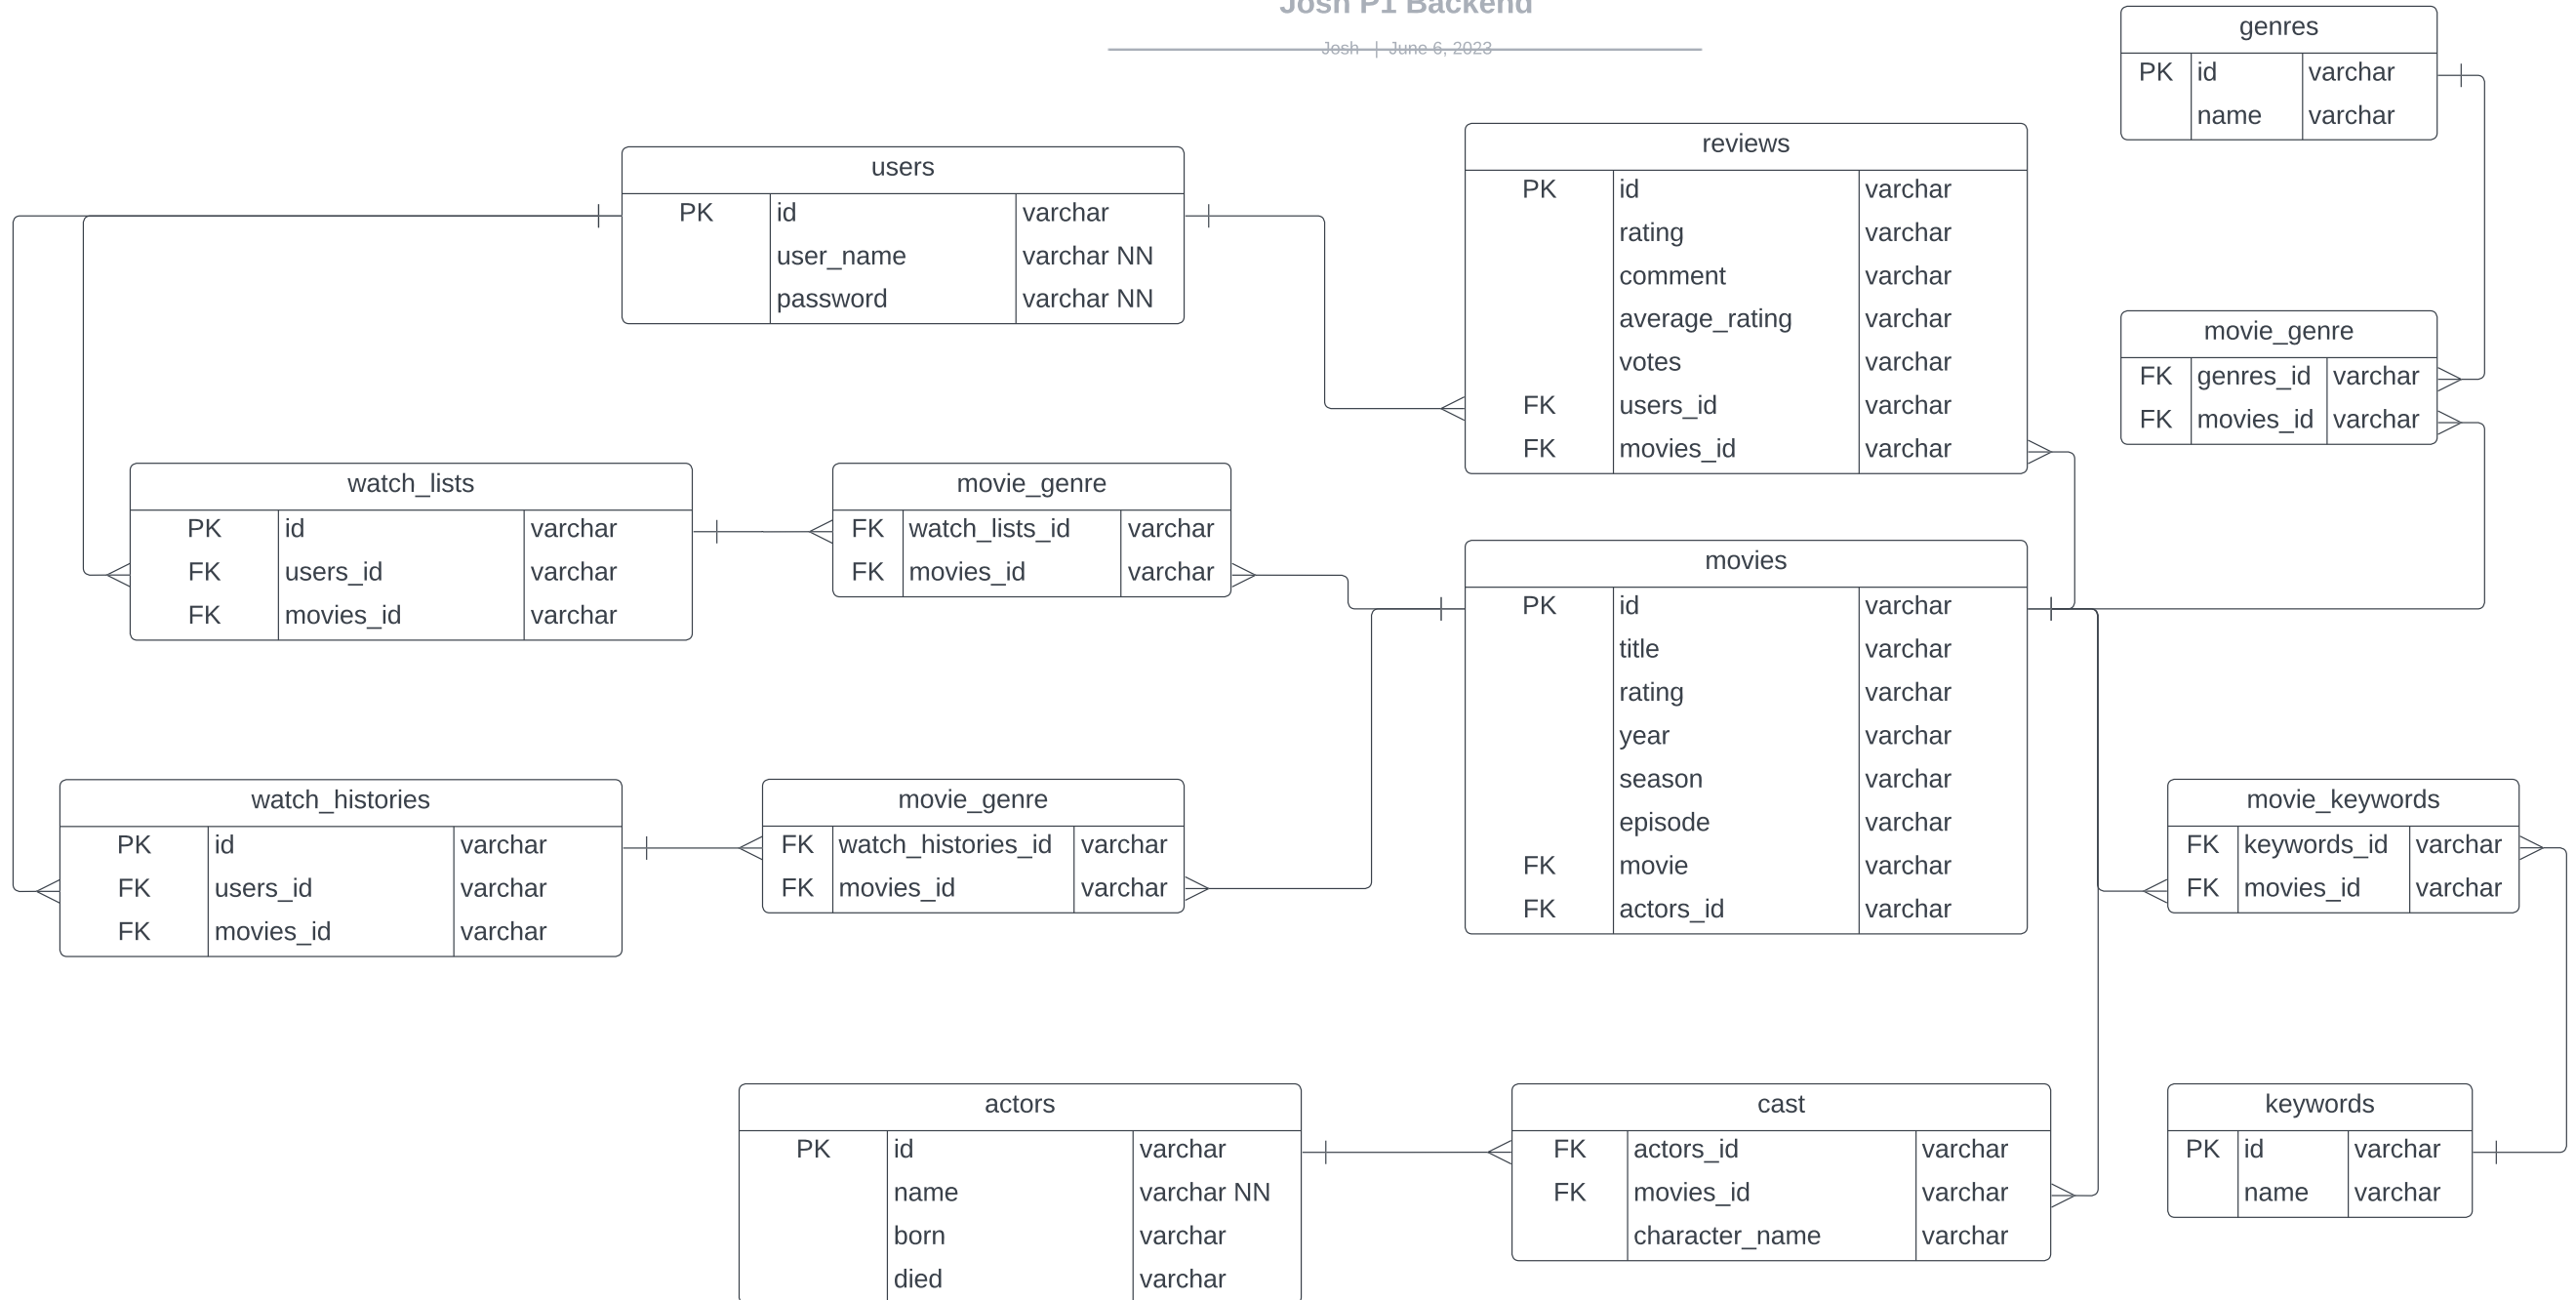 Josh P1 Backend
Josh | June 6, 2023
genres
PK id varchar
name varchar
users
PK id varchar
user_name varchar NN
password varchar NN
reviews
PK id varchar
rating varchar
comment varchar
average_rating varchar
votes varchar
FK users_id varchar
FK movies_id varchar
movie_genre
FK genres_id varchar
FK movies_id varchar
watch_lists
PK id varchar
FK users_id varchar
FK movies_id varchar
movie_genre
FK watch_lists_id varchar
FK movies_id varchar
movies
PK id varchar
title varchar
rating varchar
year varchar
season varchar
episode varchar
FK movie varchar
FK actors_id varchar
watch_histories
PK id varchar
FK users_id varchar
FK movies_id varchar
movie_genre
FK watch_histories_id varchar
FK movies_id varchar
movie_keywords
FK keywords_id varchar
FK movies_id varchar
actors
PK id varchar
name varchar NN
born varchar
died varchar
cast
FK actors_id varchar
FK movies_id varchar
character_name varchar
keywords
PK id varchar
name varchar